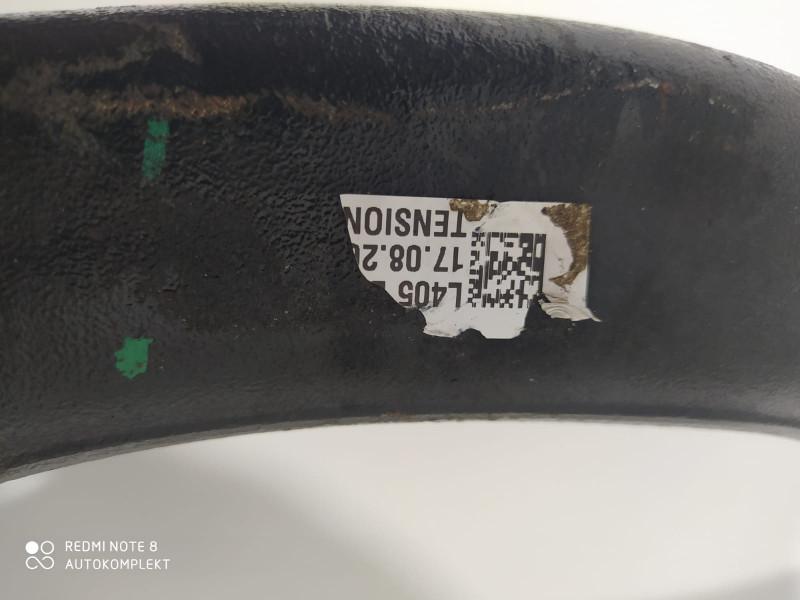 L405
17.08.2
TENSION
REDMI NOTE 8
AUTOKOMPLEKT